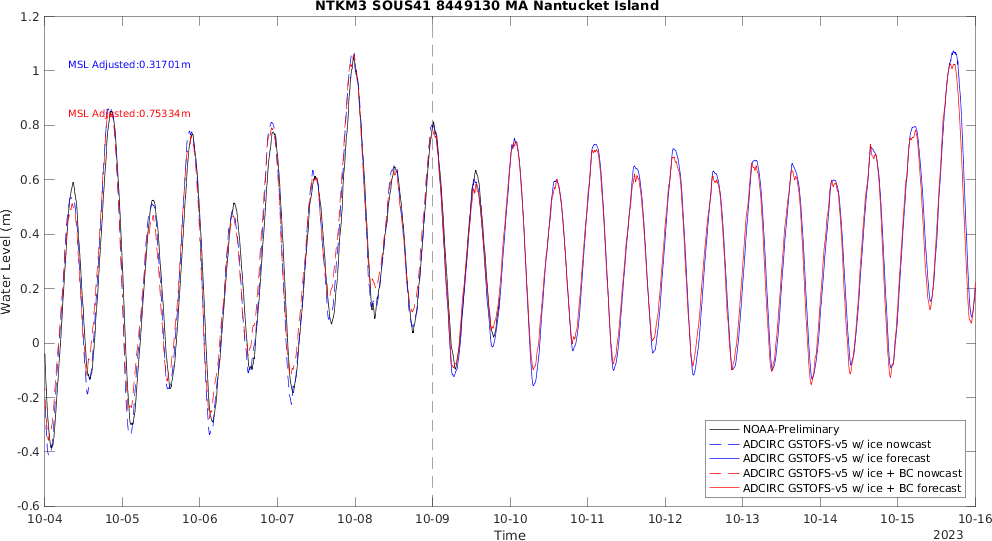 NTKM3 SOUS41 8449130 MA Nantucket Island
1.2
1
0.8
0.6
0.4
0.2
0
-0.2
-0.4
-0.6
Water Level (m)
MSL Adjusted:0.31701m
MSL Adjusted:0.75334m
NOAA-Preliminary
ADCIRC GSTOFS-v5 w/ ice nowcast
ADCIRC GSTOFS-v5 w/ ice forecast
ADCIRC GSTOFS-v5 w/ ice + BC nowcast
ADCIRC GSTOFS-v5 w/ ice + BC forecast
10-04 10-05 10-06 10-07 10-08 10-09 10-10 10-11 10-12 10-13 10-14 10-15 10-16
Time
2023